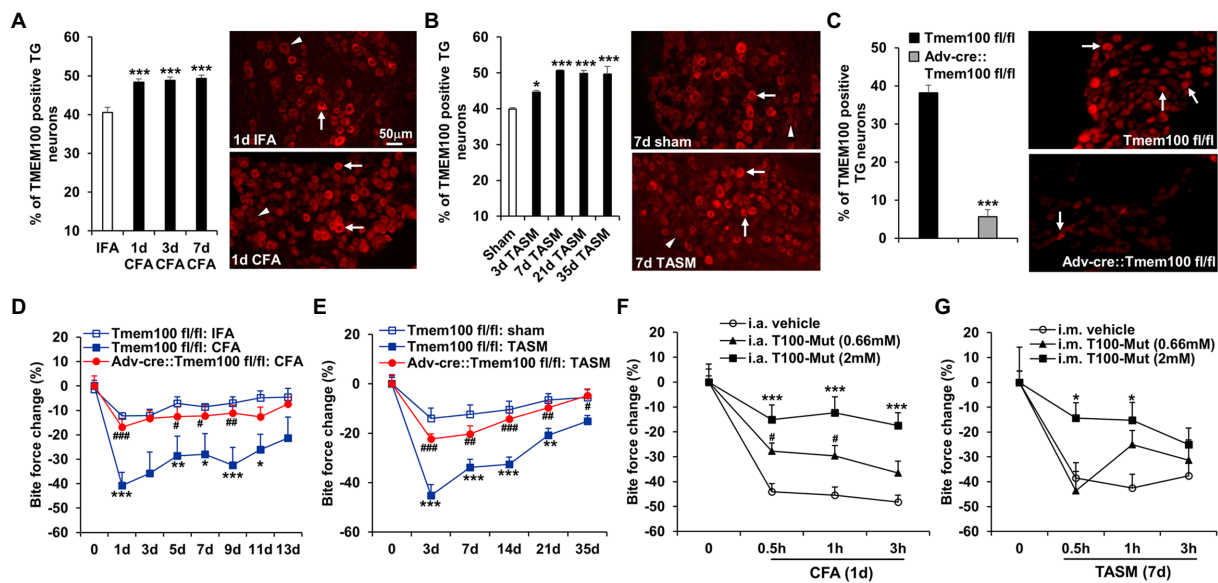 A
% of TMEM100 positive TG
neurons
60
50
40
30
20
10
***
***
***
IFA
1d
CFA
3d
CFA
7d
CFA
1d IFA
50μm
1d CFA
B
% of TMEM100 positive TG
neurons
60
50
40
30
20
10
*
***
***
***
Sham
3d TASM
7d TASM
21d TASM
35d TASM
7d sham
7d TASM
C
Tmem100 fl/fl
Adv-cre::
Tmem100 fl/fl
% of TMEM100 positive
TG neurons
50
40
30
20
10
0
***
Tmem100 fl/fl
Adv-cre::Tmem100 fl/fl
D
Tmem100 fl/fl: IFA
Tmem100 fl/fl: CFA
Adv-cre::Tmem100 fl/fl: CFA
Bite force change (%)
20
10
0
-10
-20
-30
-40
-50
-60
###
#
#
##
***
**
*
***
*
0
1d
3d
5d
7d
9d
11d
13d
E
Tmem100 fl/fl: sham
Tmem100 fl/fl: TASM
Adv-cre::Tmem100 fl/fl: TASM
Bite force change (%)
20
0
-20
-40
-60
###
##
###
##
#
***
***
***
**
0
3d
7d
14d
21d
35d
F
i.a. vehicle
i.a. T100-Mut (0.66mM)
i.a. T100-Mut (2mM)
Bite force change (%)
20
10
0
-10
-20
-30
-40
-50
-60
***
***
***
#
#
0
0.5h
1h
3h
CFA (1d)
G
i.m. vehicle
i.m. T100-Mut (0.66mM)
i.m. T100-Mut (2mM)
Bite force change (%)
20
10
0
-10
-20
-30
-40
-50
-60
*
*
0
0.5h
1h
3h
TASM (7d)